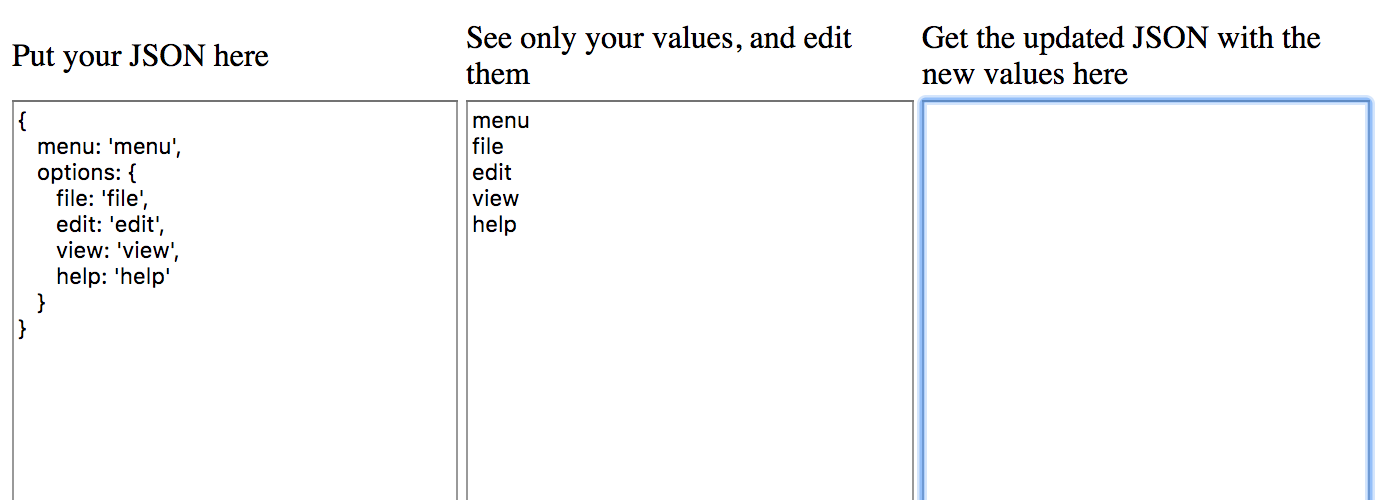 Put your JSON here
{
menu: 'menu',
options: {
file: 'file',
edit: 'edit',
view: 'view',
help: 'help'
}
}
See only your values, and edit
them
menu
file
edit
view
help
Get the updated JSON with the
new values here